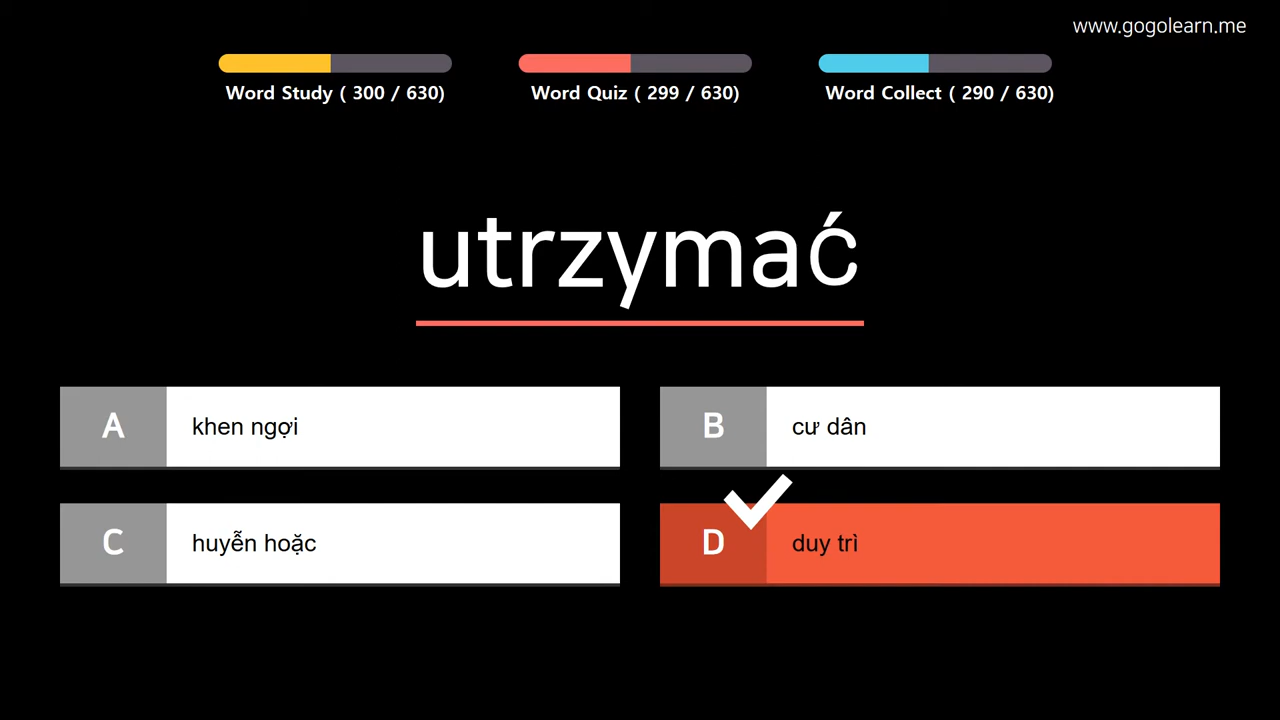 www.gogolearn.me
Word Study ( 300 / 630)
Word Quiz ( 299 / 630)
Word Collect ( 290 / 630)
utrzymać
A khen ngợi
B cư dân
C huyễn hoặc
D duy trì